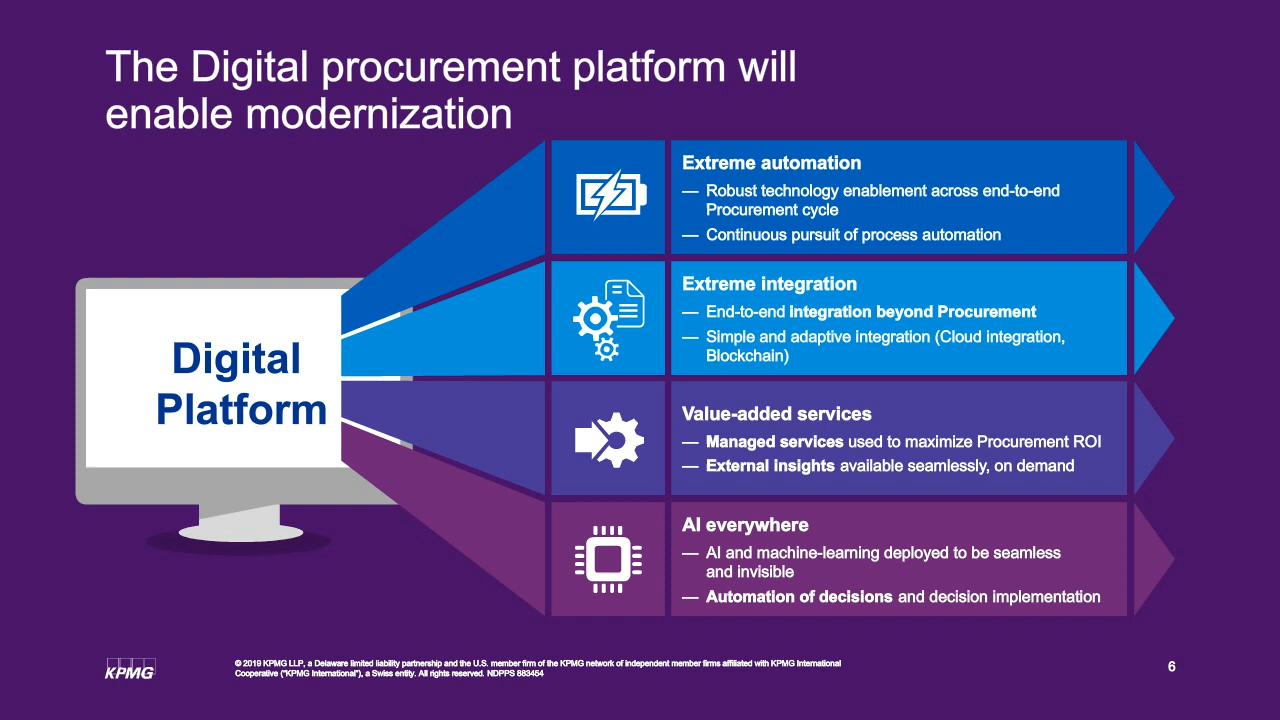 The Digital procurement platform will
enable modernization
Digital
Platform
Extreme automation
— Robust technology enablement across end-to-end
Procurement cycle
— Continuous pursuit of process automation
Extreme integration
— End-to-end integration beyond Procurement
— Simple and adaptive integration (Cloud integration,
Blockchain)
Value-added services
— Managed services used to maximize Procurement ROI
— External insights available seamlessly, on demand
AI everywhere
— AI and machine-learning deployed to be seamless
and invisible
— Automation of decisions and decision implementation
KPMG
© 2019 KPMG LLP, a Delaware limited liability partnership and the U.S. member firm of the KPMG network of independent member firms affiliated with KPMG International
Cooperative (“KPMG International”), a Swiss entity. All rights reserved. NDPPS 883454
6